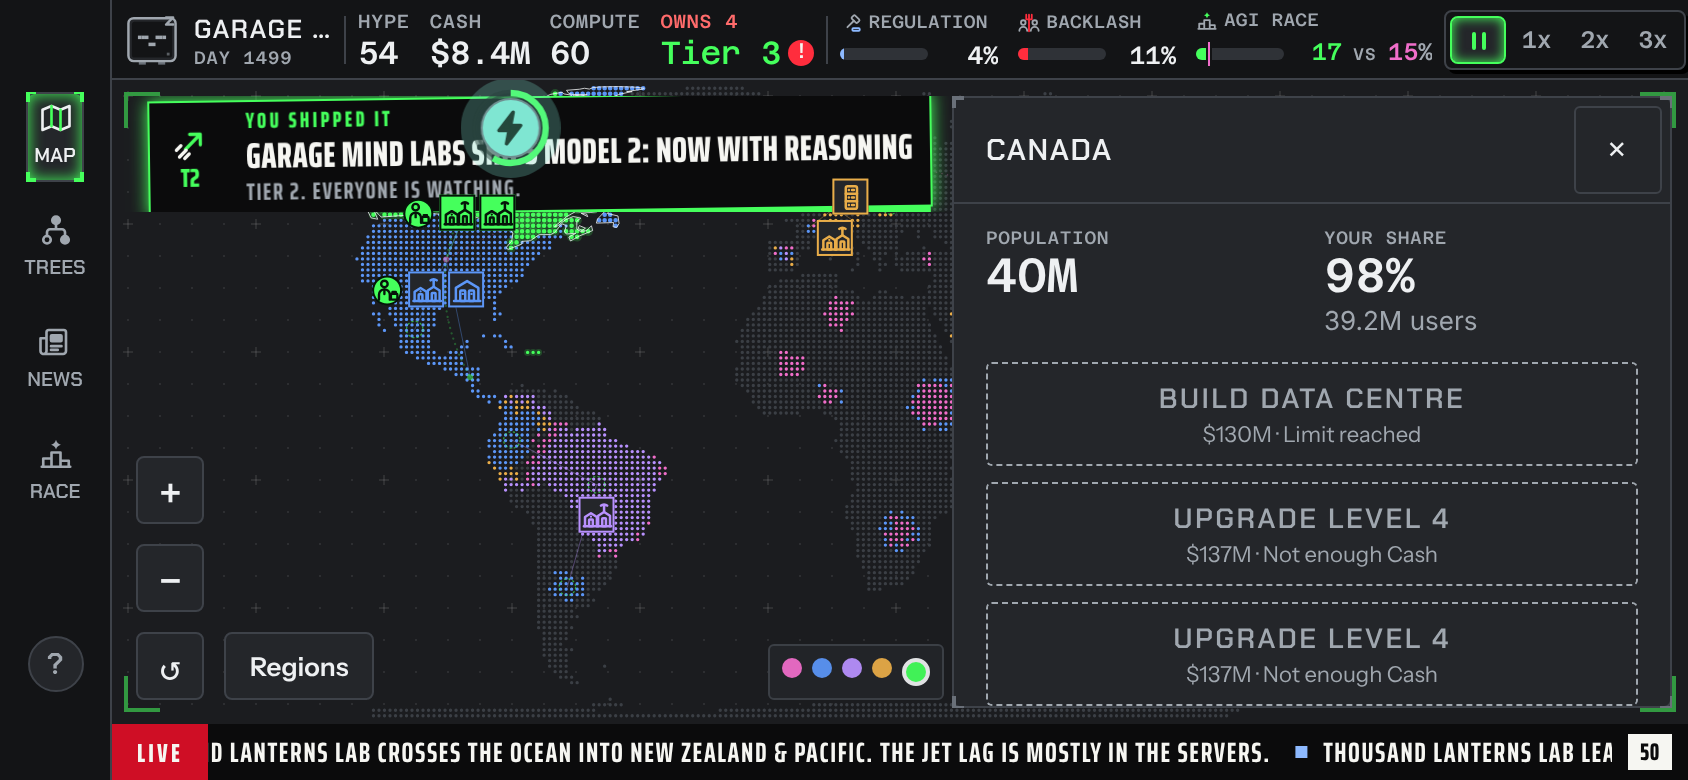 GARAGE ...
DAY 1499
HYPE
54
CASH
$8.4M
COMPUTE
60
OWNS 4
Tier 3
!
REGULATION
4%
BACKLASH
11%
AGI RACE
17 VS 15%
1x
2x
3x
MAP
TREES
NEWS
RACE
?
YOU SHIPPED IT
T2
GARAGE MIND LABS MODEL 2: NOW WITH REASONING
TIER 2. EVERYONE IS WATCHING.
+
−
↺
Regions
CANADA
×
POPULATION
40M
YOUR SHARE
98%
39.2M users
BUILD DATA CENTRE
$130M · Limit reached
UPGRADE LEVEL 4
$137M · Not enough Cash
UPGRADE LEVEL 4
$137M · Not enough Cash
LIVE
D LANTERNS LAB CROSSES THE OCEAN INTO NEW ZEALAND & PACIFIC. THE JET LAG IS MOSTLY IN THE SERVERS. ■ THOUSAND LANTERNS LAB LEA
50